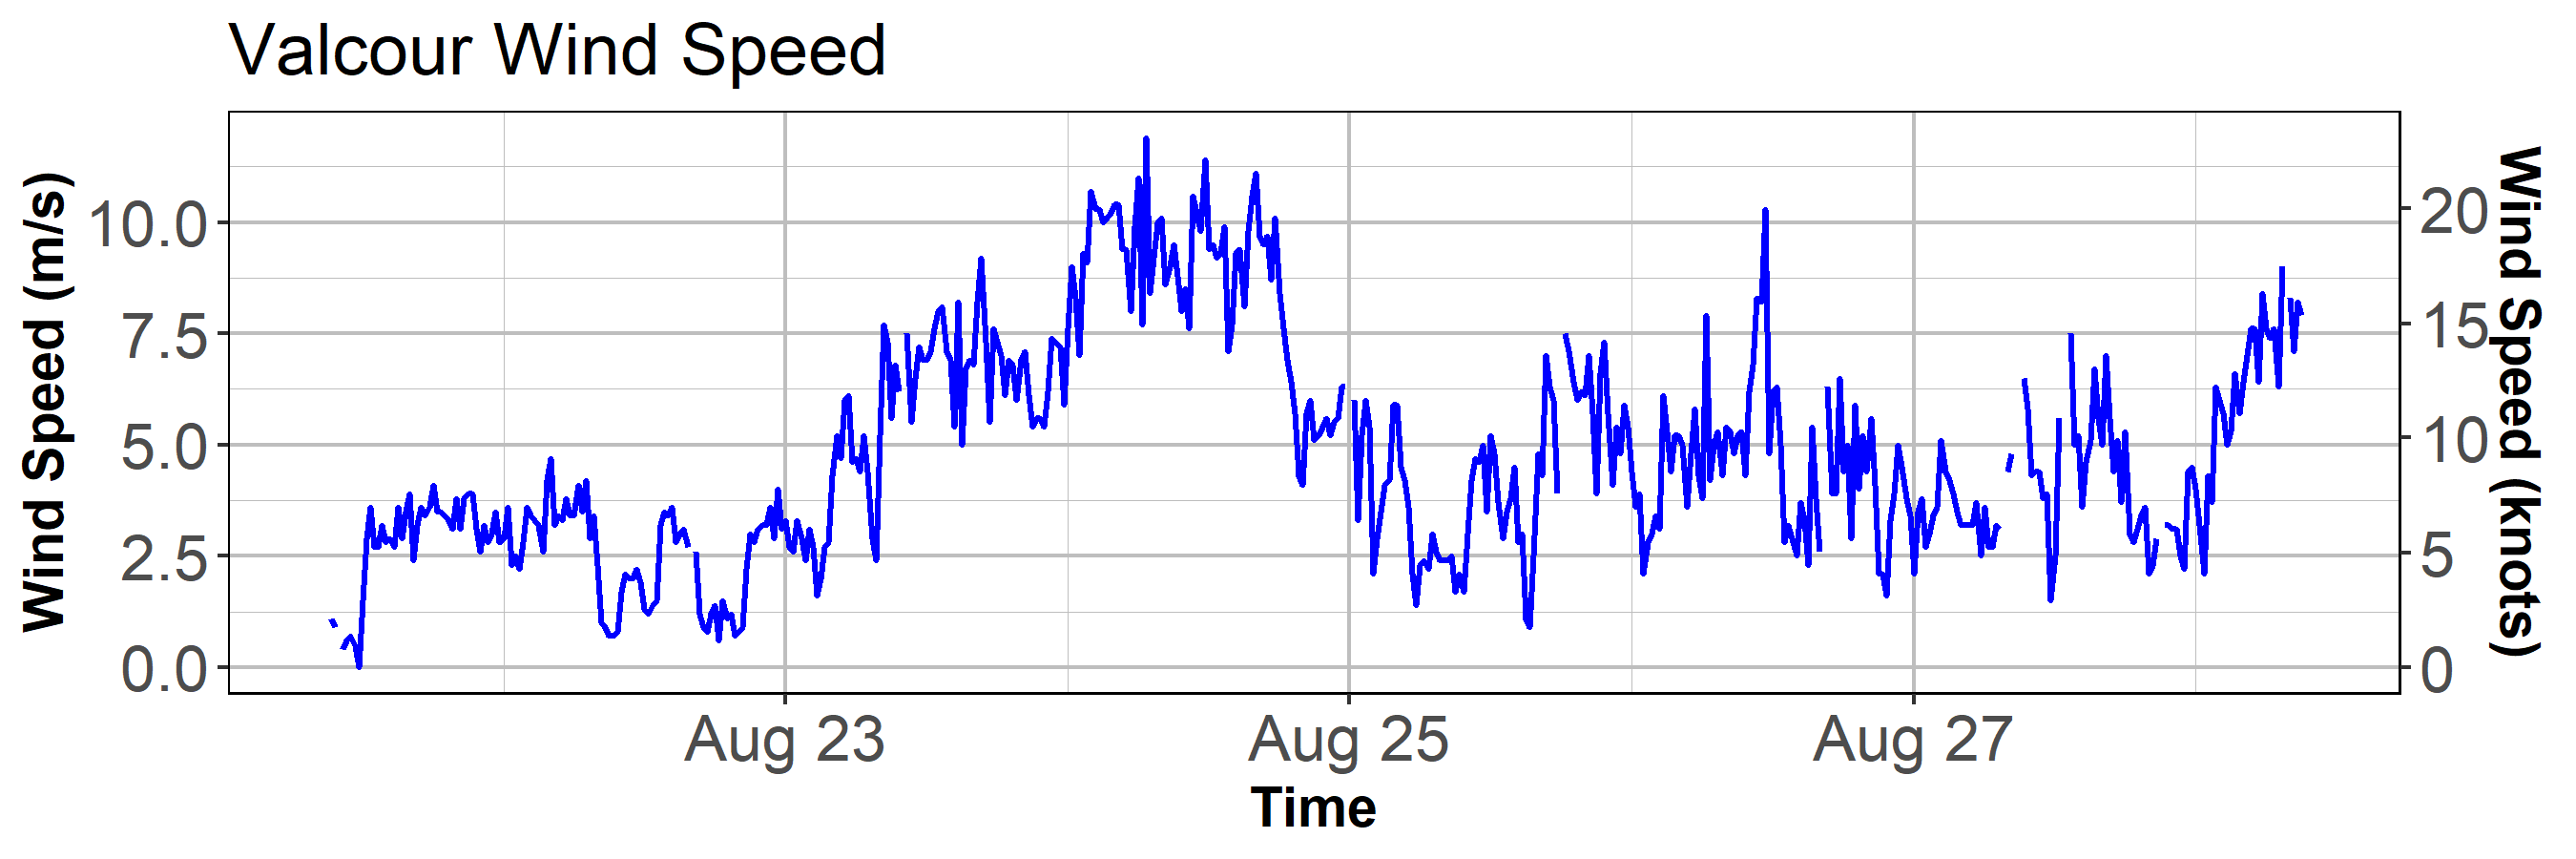 Valcour Wind Speed
Wind Speed (m/s)
10.0
7.5
5.0
2.5
0.0
20
15
10
5
0
Wind Speed (knots)
Aug 23
Aug 25
Aug 27
Time